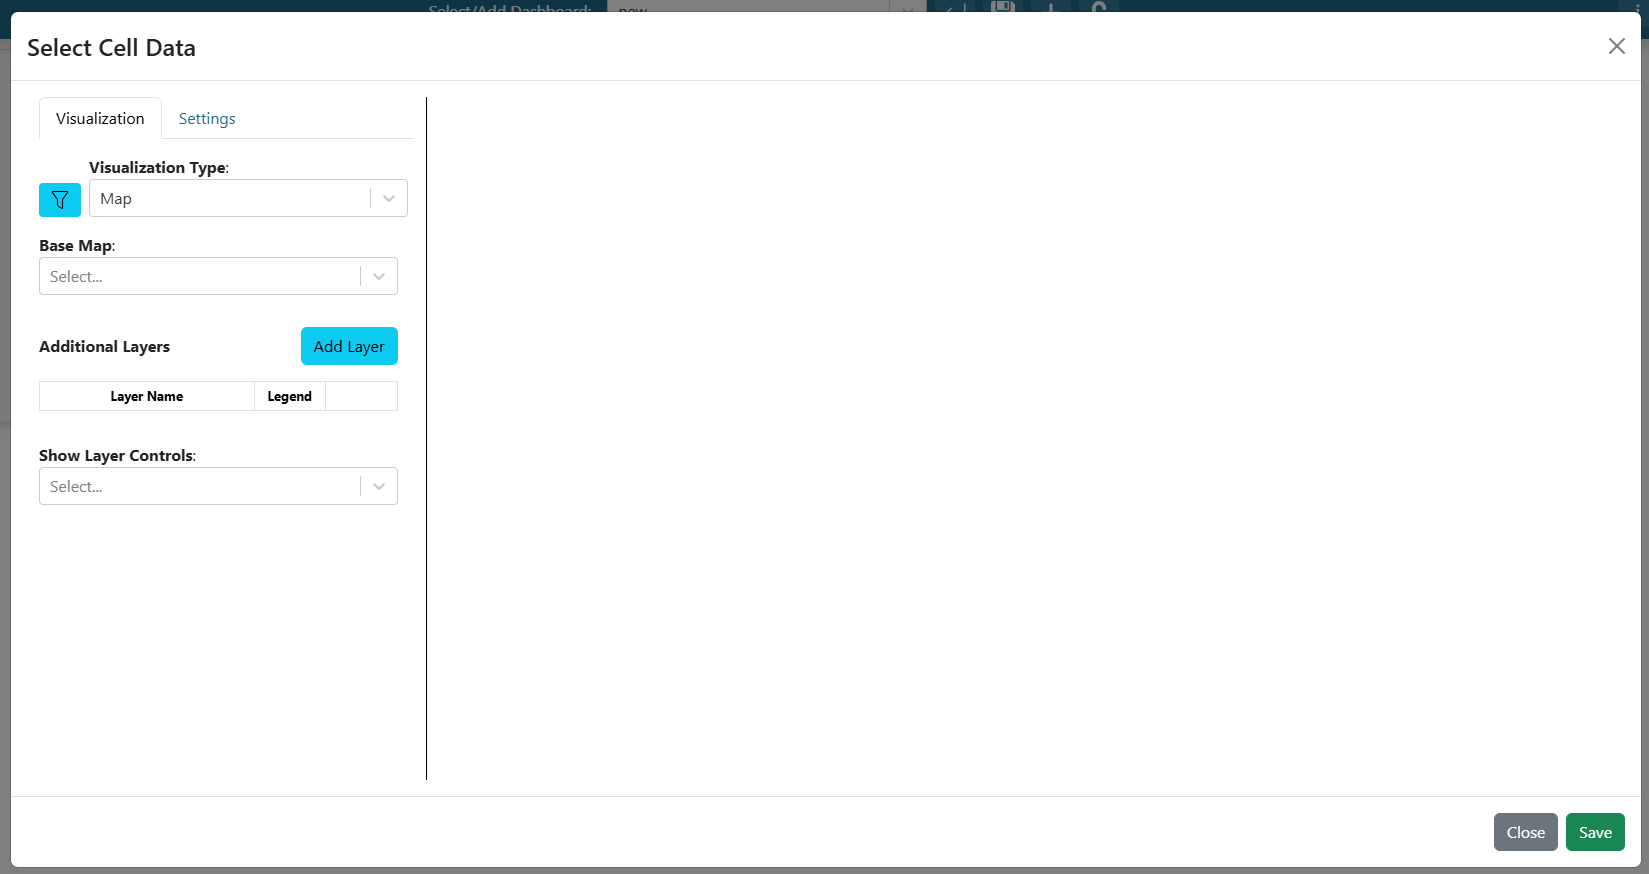 Select/Add Dashboard: new
Select Cell Data
Visualization Settings
Visualization Type:
Map
Base Map:
Select...
Additional Layers Add Layer
Layer Name Legend
Show Layer Controls:
Select...
Close Save